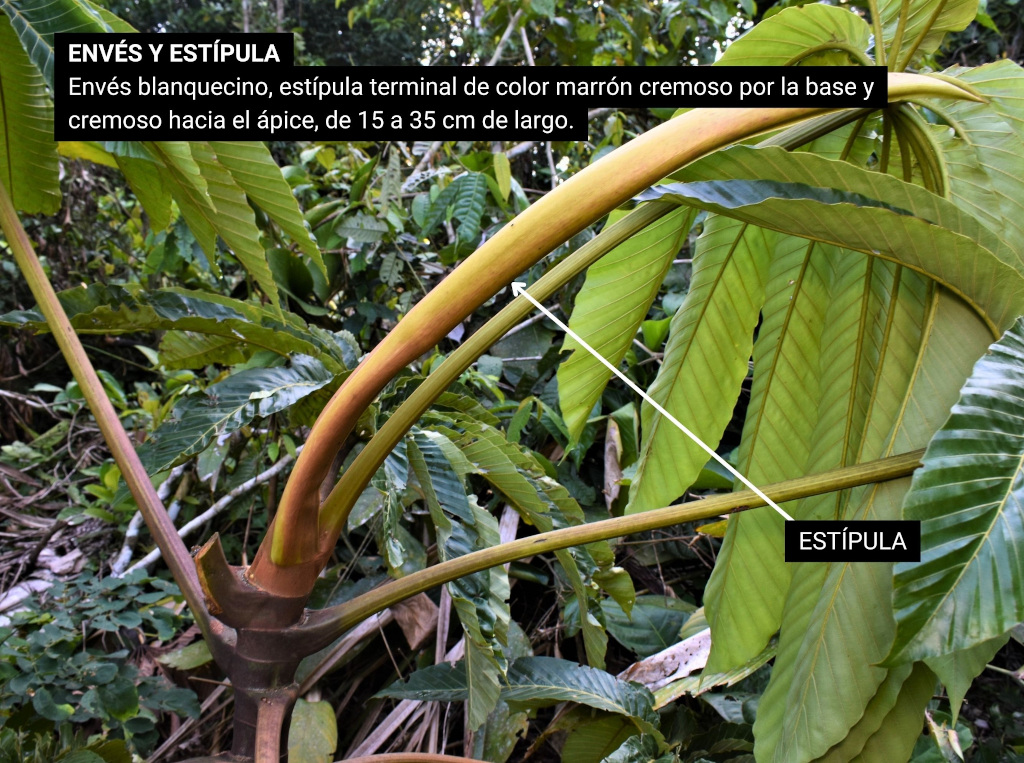 ENVÉS Y ESTÍPULA
Envés blanquecino, estípula terminal de color marrón cremoso por la base y
cremoso hacia el ápice, de 15 a 35 cm de largo.
ESTÍPULA